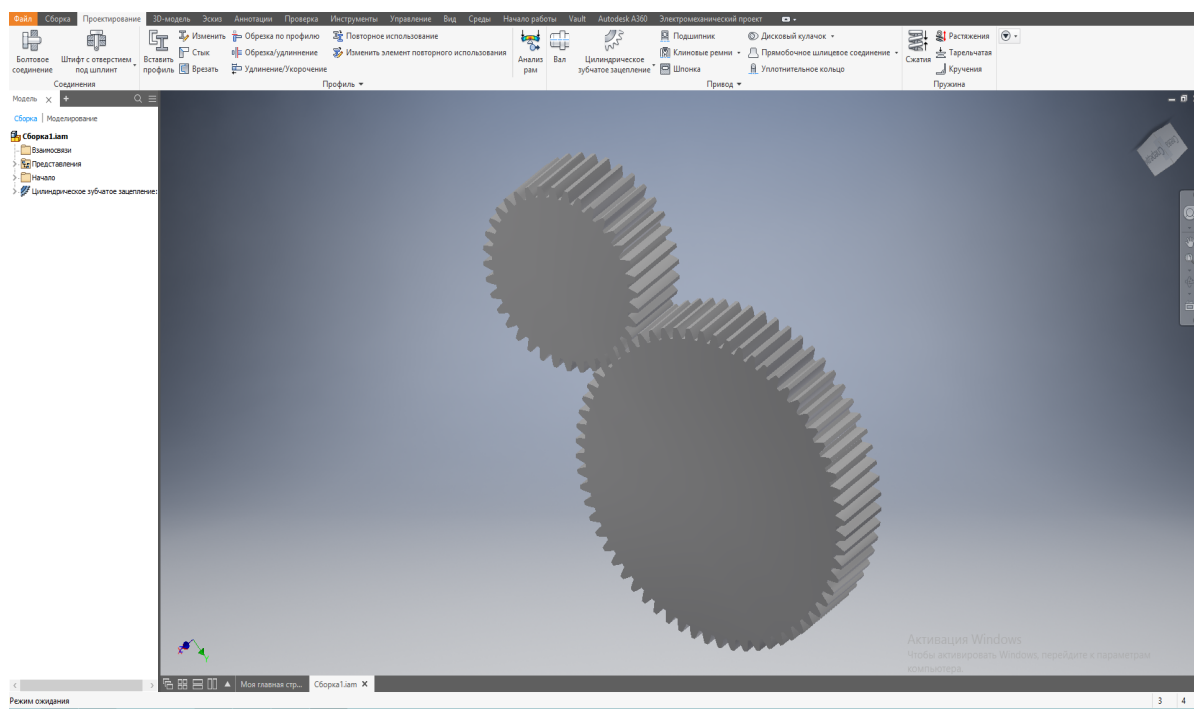 Файл Сборка Проектирование 3D-модель Эскиз Аннотации Проверка Инструменты Управление Вид Среды Начало работы Vault Autodesk A360 Электромеханический проект
Болтовое соединение
Штифт с отверстием под шплинт
Вставить профиль
Изменить
Стык
Врезать
Обрезка по профилю
Обрезка/удлиннение
Удлинение/Укорочение
Повторное использование
Изменить элемент повторного использования
Анализ рам
Вал
Цилиндрическое зубчатое зацепление
Подшипник
Клиновые ремни
Шпонка
Дисковый кулачок
Прямобочное шлицевое соединение
Уплотнительное кольцо
Сжатия
Растяжения
Тарельчатая
Кручения
Соединения Профиль Привод Пружина
Модель
Сборка | Моделирование
Сборка1.iam
Взаимосвязи
Представления
Начало
Цилиндрическое зубчатое зацепление:
X Y
Активация Windows
Чтобы активировать Windows, перейдите к параметрам
компьютера.
Моя главная стр... Сборка1.iam
Режим ожидания 3 4